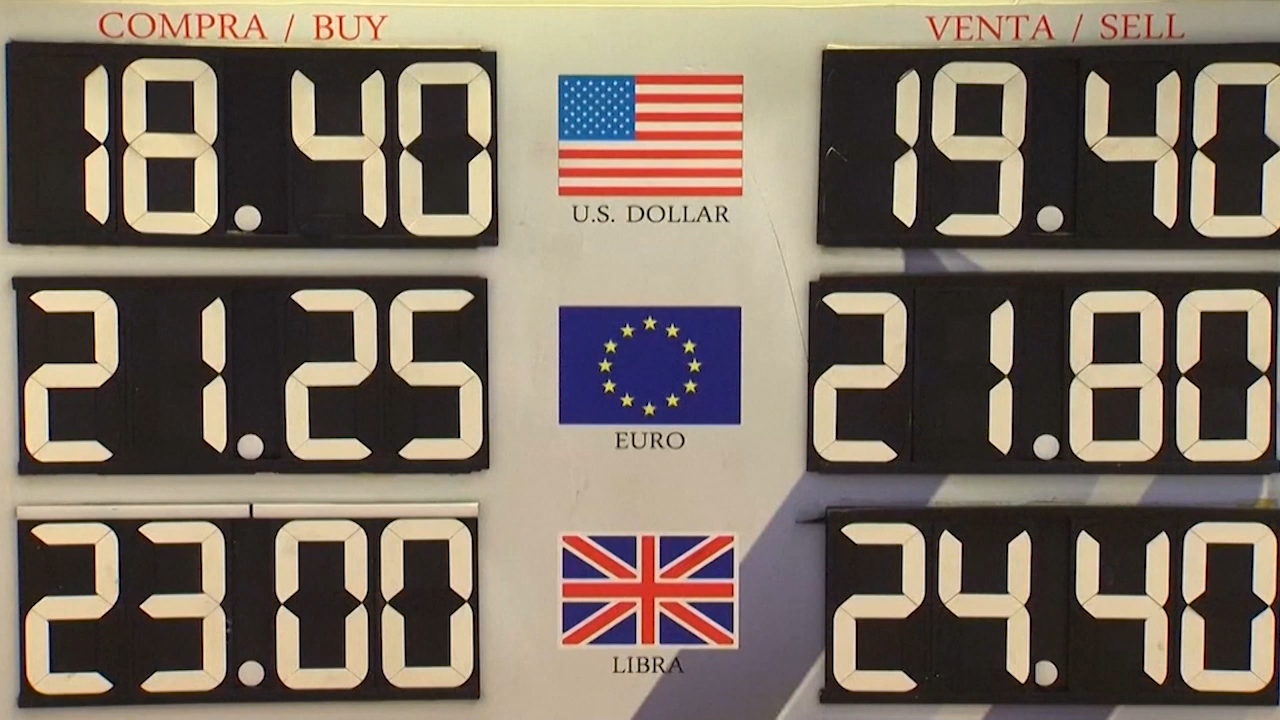 COMPRA / BUY
VENTA / SELL
18.40
U.S. DOLLAR
19.40
21.25
EURO
21.80
23.00
LIBRA
24.40